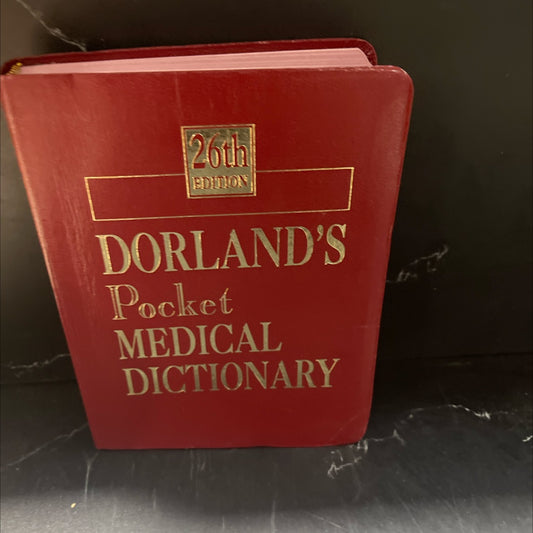 26th
EDITION
DORLAND'S
Pocket
MEDICAL
DICTIONARY